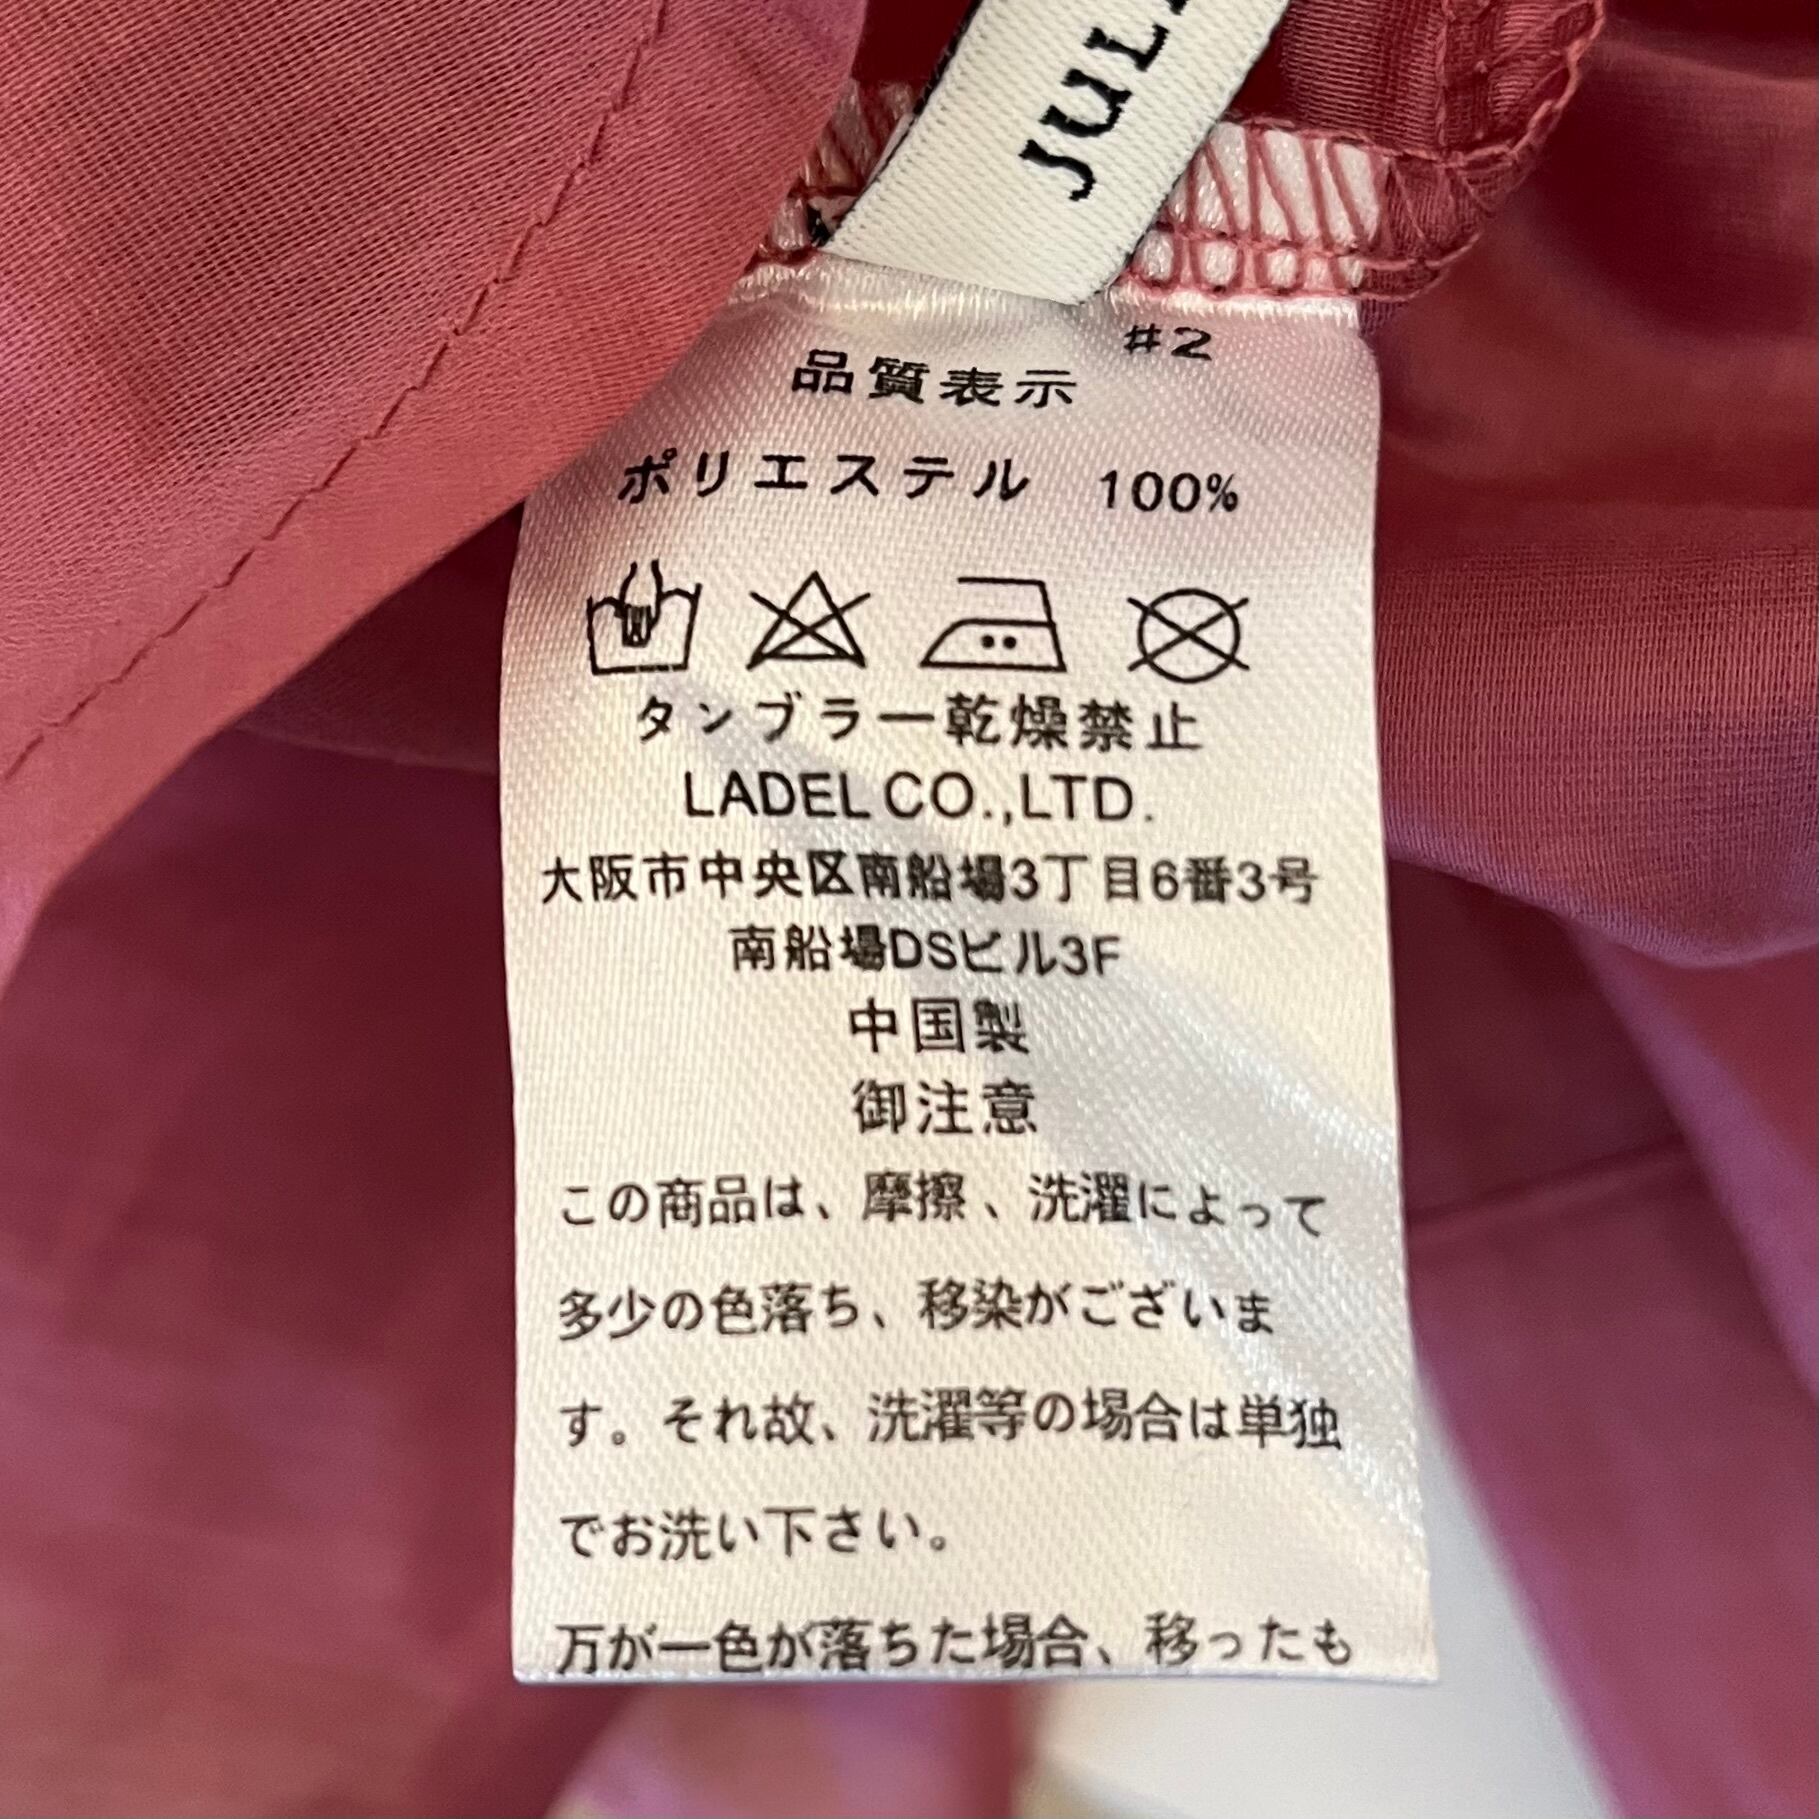 JUL
#2
品質表示
ポリエステル 100%
タンブラー乾燥禁止
LADEL CO.,LTD.
大阪市中央区南船場3丁目6番3号
南船場DSビル3F
中国製
御注意
この商品は、摩擦、洗濯によって
多少の色落ち、移染がございま
す。それ故、洗濯等の場合は単独
でお洗い下さい。
万が一色が落ちた場合、移ったも